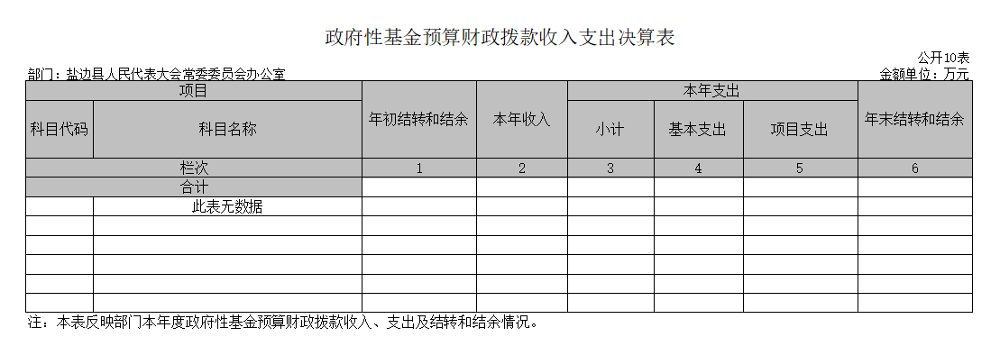 政府性基金预算财政拨款收入支出决算表
公开10表
部门：盐边县人民代表大会常委委员会办公室 金额单位：万元
项目 年初结转和结余 本年收入 本年支出 年末结转和结余
科目代码 科目名称 小计 基本支出 项目支出
栏次 1 2 3 4 5 6
合计
此表无数据
注：本表反映部门本年度政府性基金预算财政拨款收入、支出及结转和结余情况。